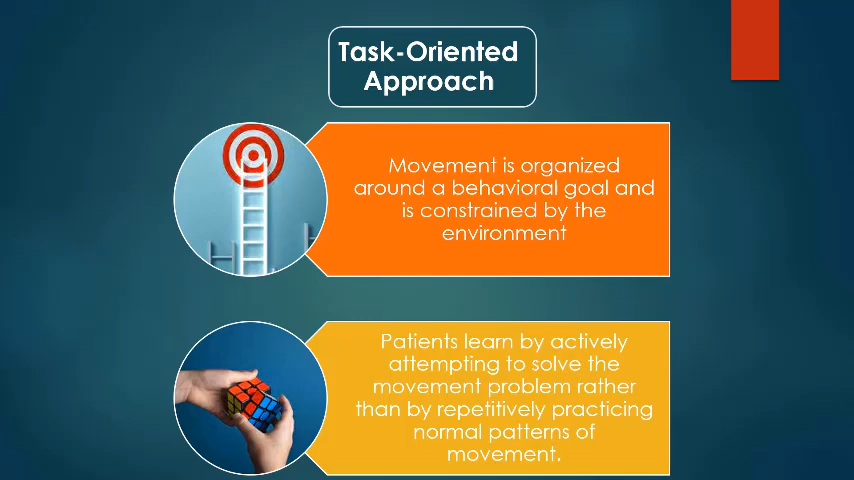 Task-Oriented
Approach
Movement is organized
around a behavioral goal and
is constrained by the
environment
Patients learn by actively
attempting to solve the
movement problem rather
than by repetitively practicing
normal patterns of
movement.